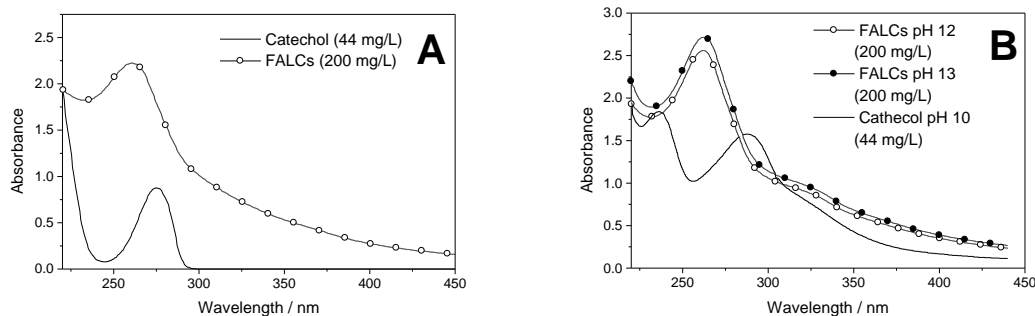 A
Catechol (44 mg/L)
FALCs (200 mg/L)
2.5
2.0
1.5
1.0
0.5
0.0
Absorbance
250
300
350
400
450
Wavelength / nm
B
FALCs pH 12
(200 mg/L)
FALCs pH 13
(200 mg/L)
Cathecol pH 10
(44 mg/L)
3.0
2.5
2.0
1.5
1.0
0.5
0.0
Absorbance
250
300
350
400
450
Wavelength / nm